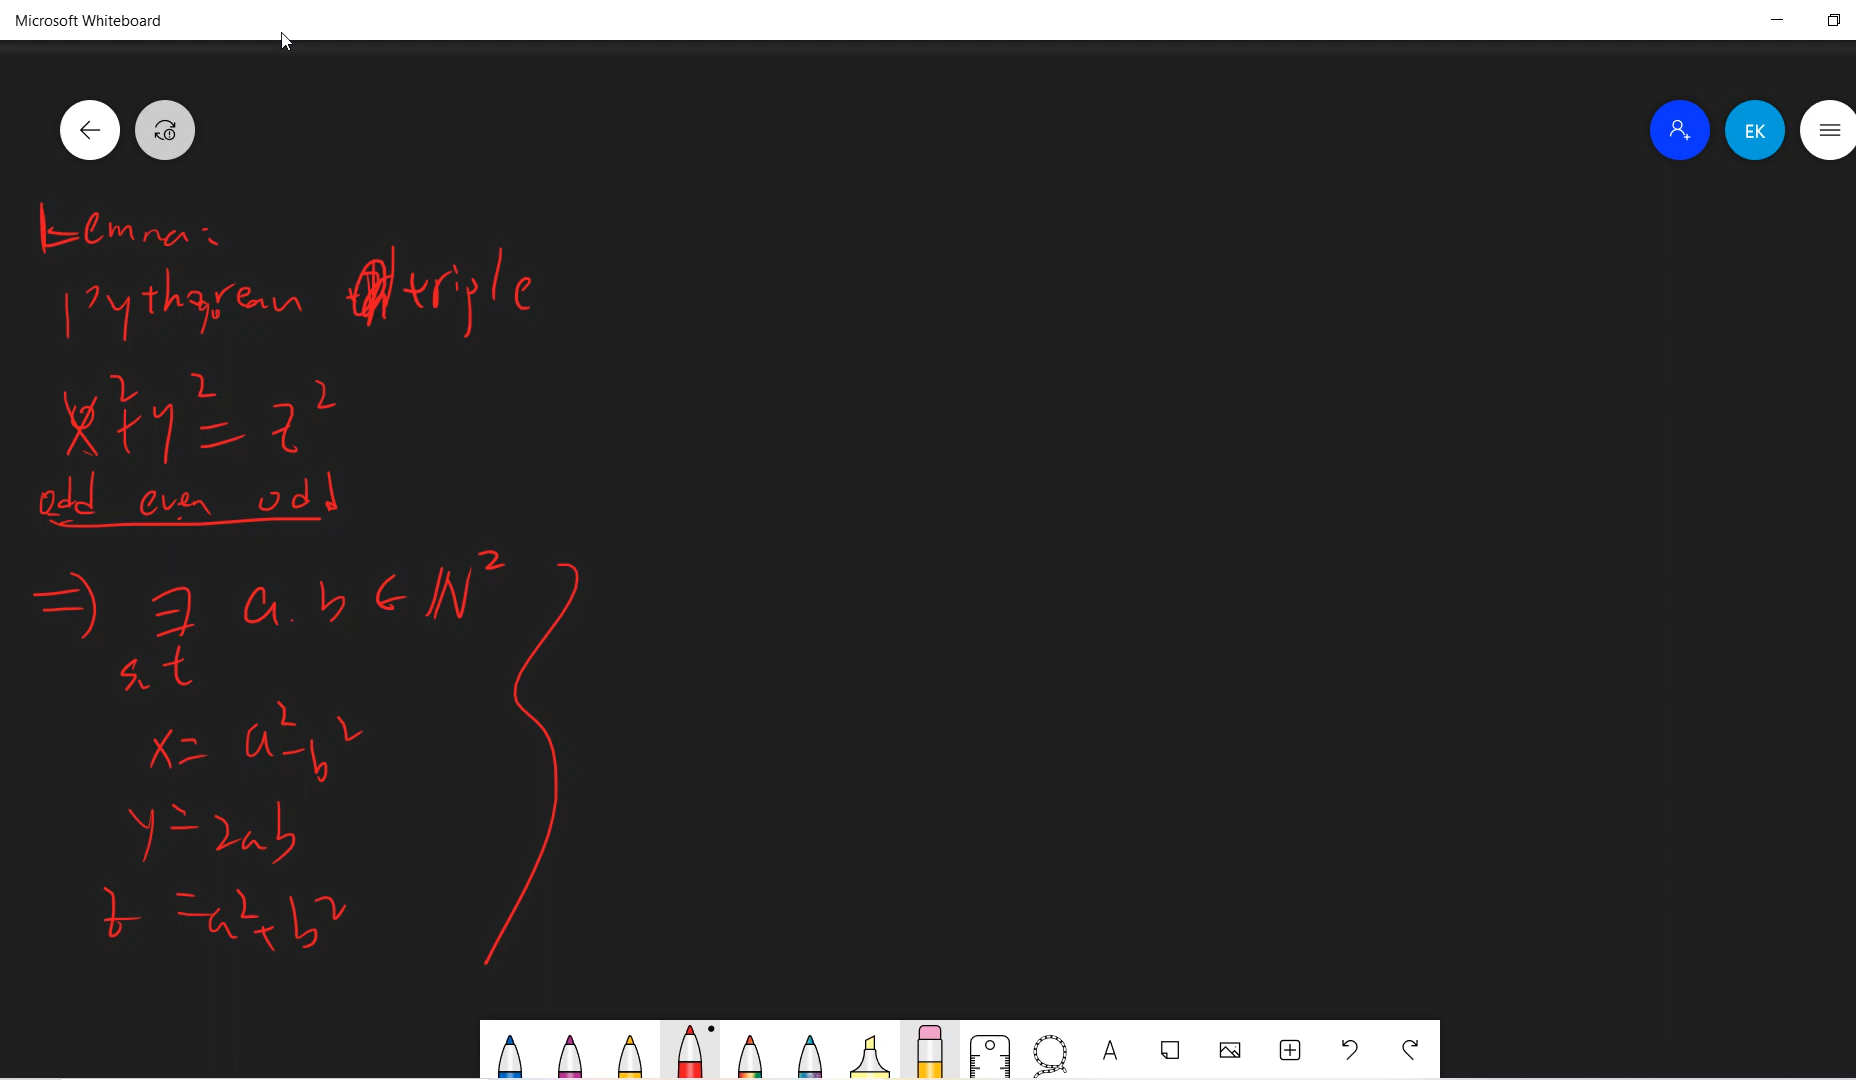 Microsoft Whiteboard
EK
Lemma:
pythagorean triple
x² + y² = z²
odd even odd
⇒ ∃ a, b ∈ ℕ²
s.t
x = a² - b²
y = 2ab
z = a² + b²
A